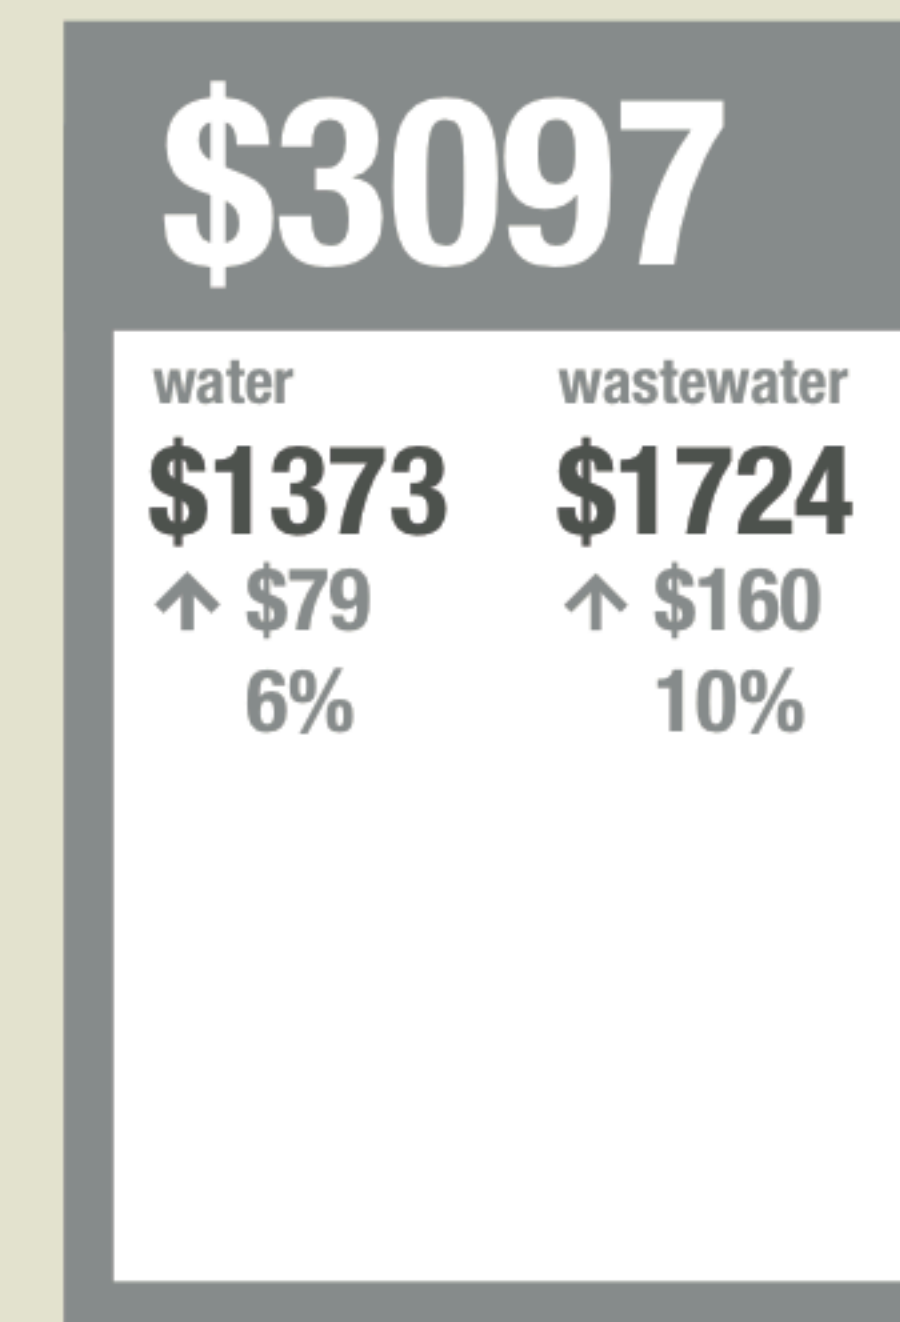 $3097
water wastewater
$1373 $1724
↑ $79 ↑ $160
6% 10%